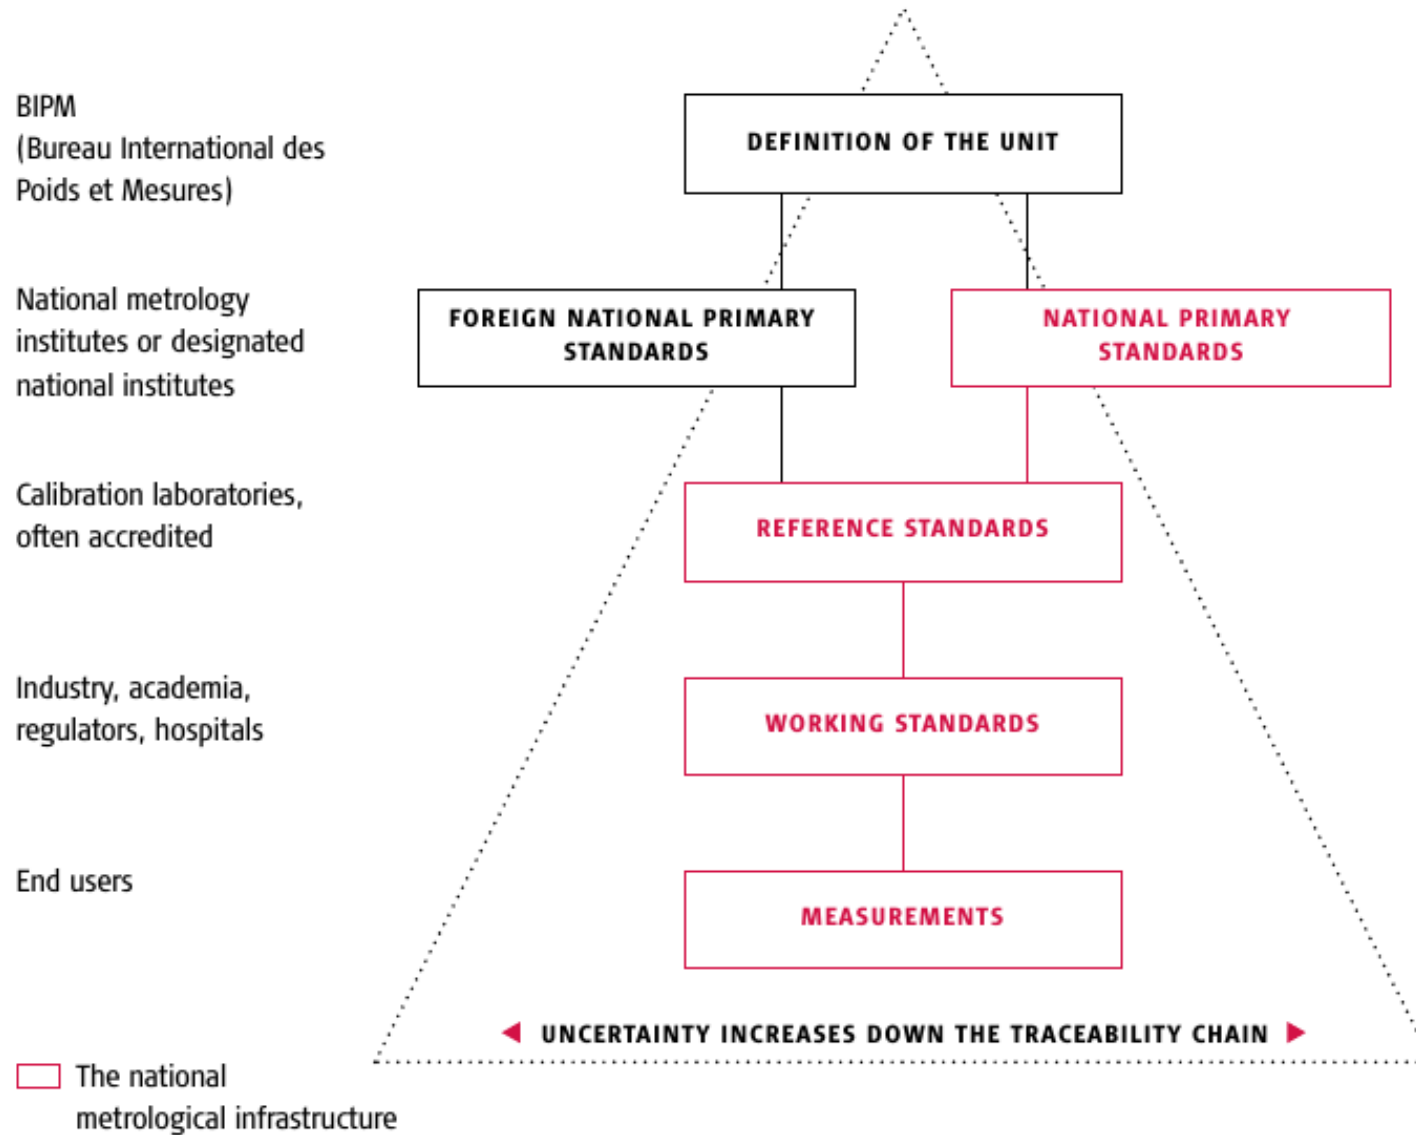 BIPM
(Bureau International des
Poids et Mesures)
DEFINITION OF THE UNIT
National metrology
institutes or designated
national institutes
FOREIGN NATIONAL PRIMARY
STANDARDS
NATIONAL PRIMARY
STANDARDS
Calibration laboratories,
often accredited
REFERENCE STANDARDS
Industry, academia,
regulators, hospitals
WORKING STANDARDS
End users
MEASUREMENTS
UNCERTAINTY INCREASES DOWN THE TRACEABILITY CHAIN
The national
metrological infrastructure